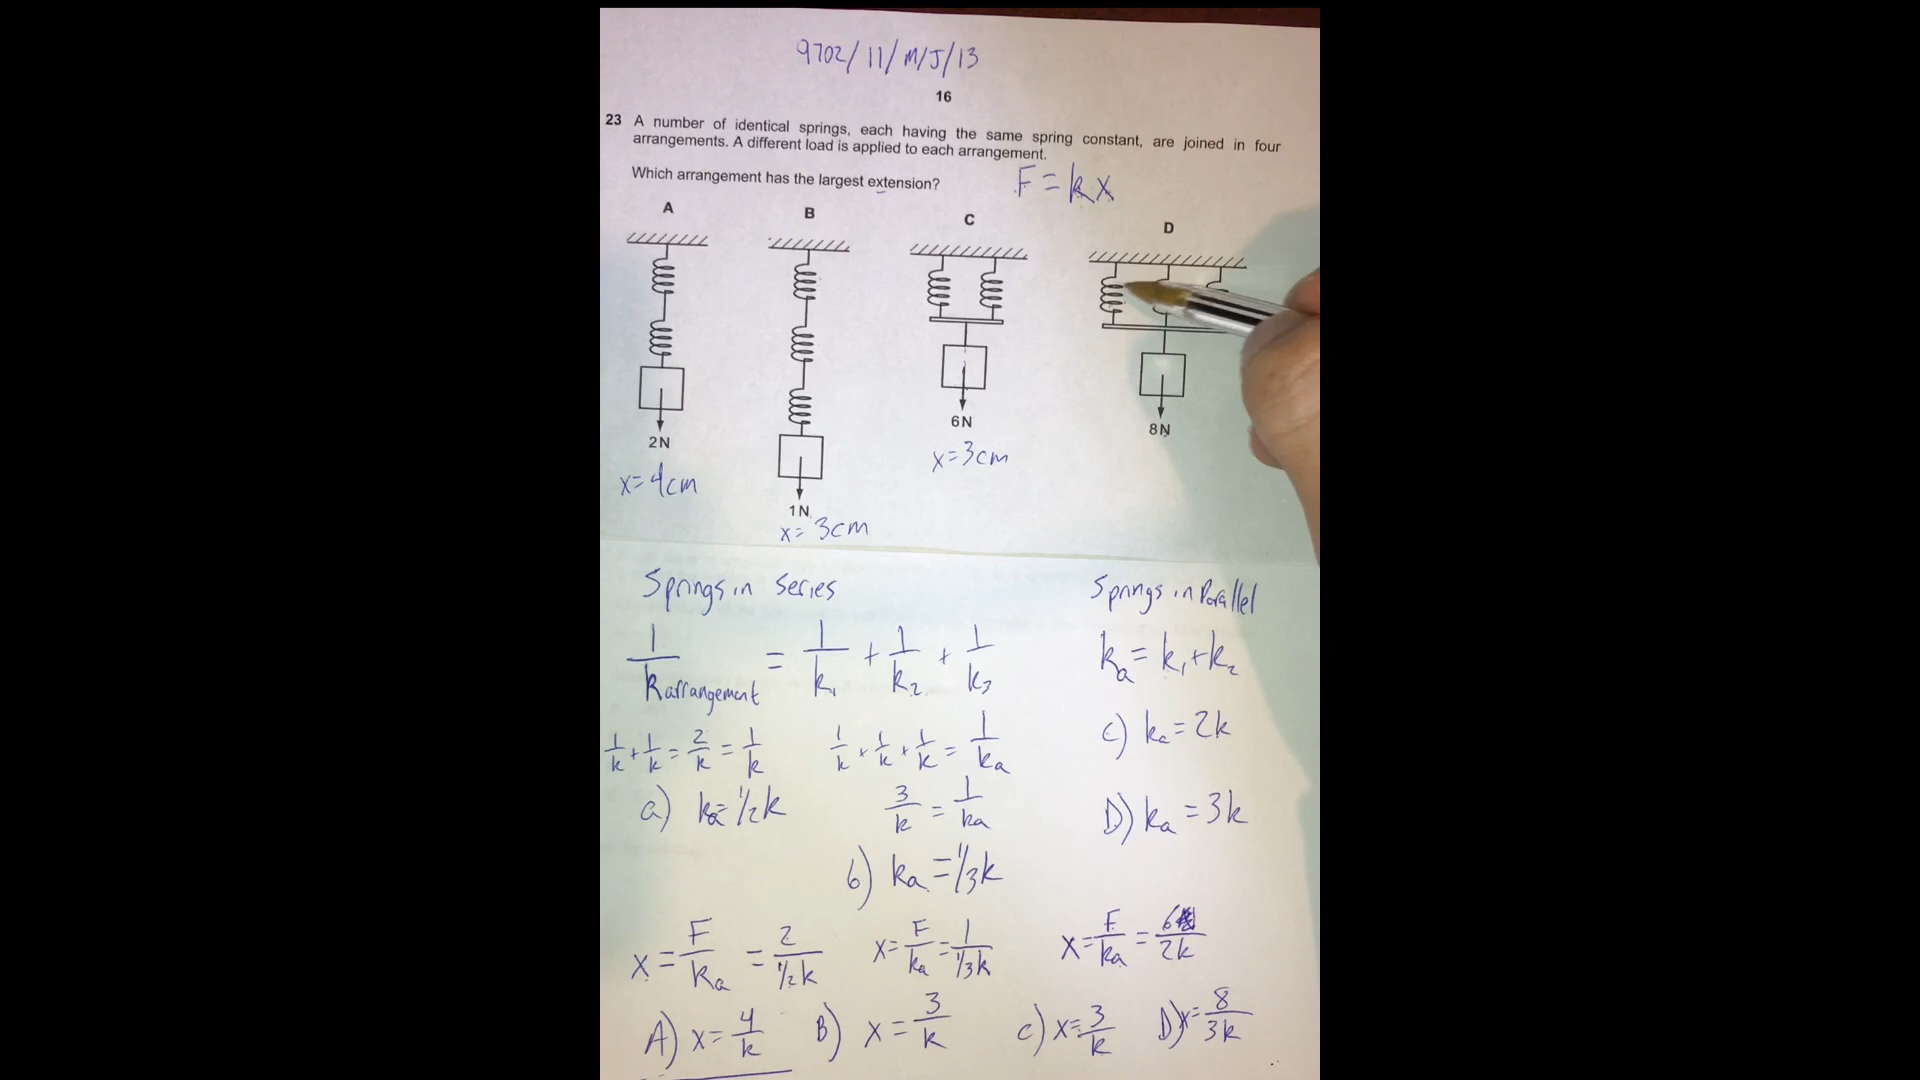 9702/11/M/J/13
16
23 A number of identical springs, each having the same spring constant, are joined in four
arrangements. A different load is applied to each arrangement.
Which arrangement has the largest extension?
F = kx
A B C D
2N
1N
6N
8N
x=4cm
x=3cm
x=3cm
Springs in Series
1/k arrangement = 1/k₁ + 1/k₂ + 1/k₃
1/k + 1/k = 2/k = 1/k
a) ka=1/2k
1/k + 1/k + 1/k = 1/ka
3/k = 1/ka
b) ka=1/3k
Springs in Parallel
ka = k₁+k₂
c) ka = 2k
D) ka = 3k
x = F/ka = 2/(1/2k)
x = F/ka = 1/(1/3k)
x = F/ka = 6/2k
A) x = 4/k
B) x = 3/k
c) x = 3/k
D) x = 8/3k